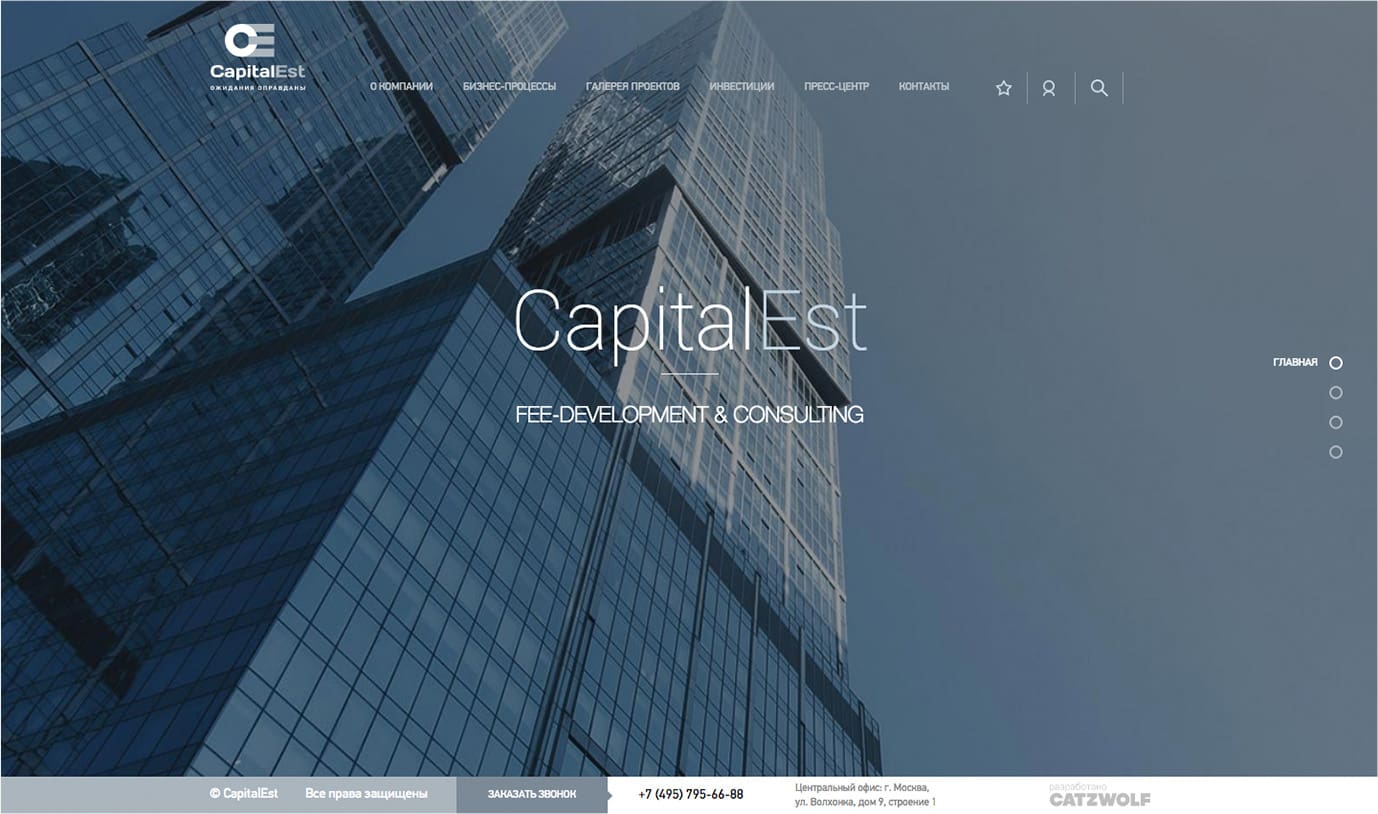 CapitalEst
ОЖИДАНИЯ ОПРАВДАНЫ
О КОМПАНИИ
БИЗНЕС-ПРОЦЕССЫ
ГАЛЕРЕЯ ПРОЕКТОВ
ИНВЕСТИЦИИ
ПРЕСС-ЦЕНТР
КОНТАКТЫ
CapitalEst
FEE-DEVELOPMENT & CONSULTING
ГЛАВНАЯ
© CapitalEst
Все права защищены
ЗАКАЗАТЬ ЗВОНОК
+7 (495) 795-66-88
Центральный офис: г. Москва,
ул. Волхонка, дом 9, строение 1
разработано
CATZWOLF